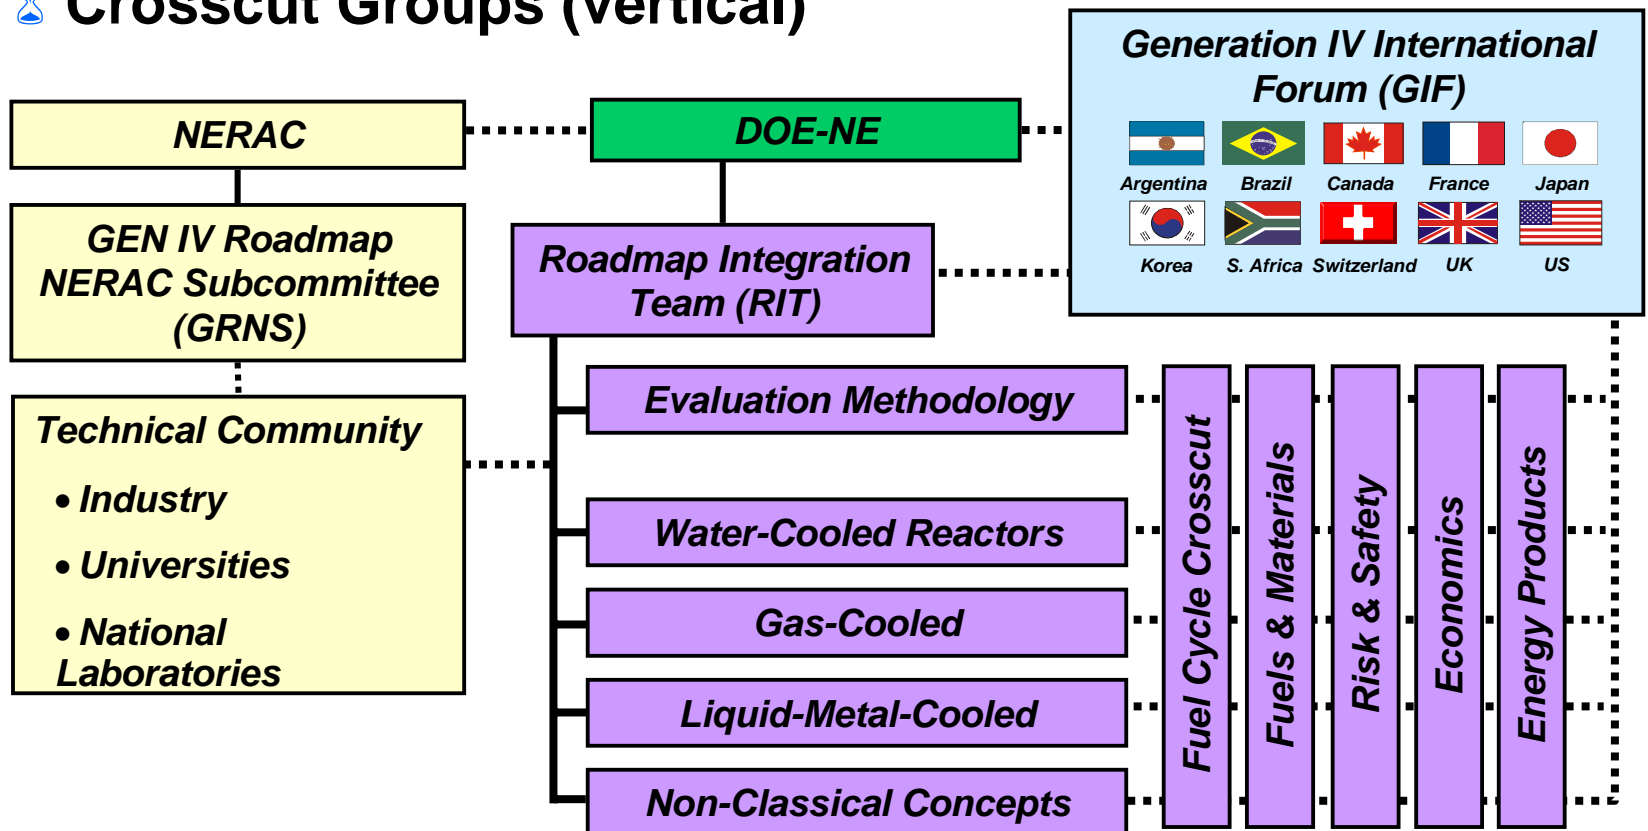 Crosscut Groups (vertical)
Generation IV International
Forum (GIF)
Argentina Brazil Canada France Japan
Korea S. Africa Switzerland UK US
NERAC
DOE-NE
GEN IV Roadmap
NERAC Subcommittee
(GRNS)
Roadmap Integration
Team (RIT)
Technical Community
• Industry
• Universities
• National
Laboratories
Evaluation Methodology
Water-Cooled Reactors
Gas-Cooled
Liquid-Metal-Cooled
Non-Classical Concepts
Fuel Cycle Crosscut
Fuels & Materials
Risk & Safety
Economics
Energy Products